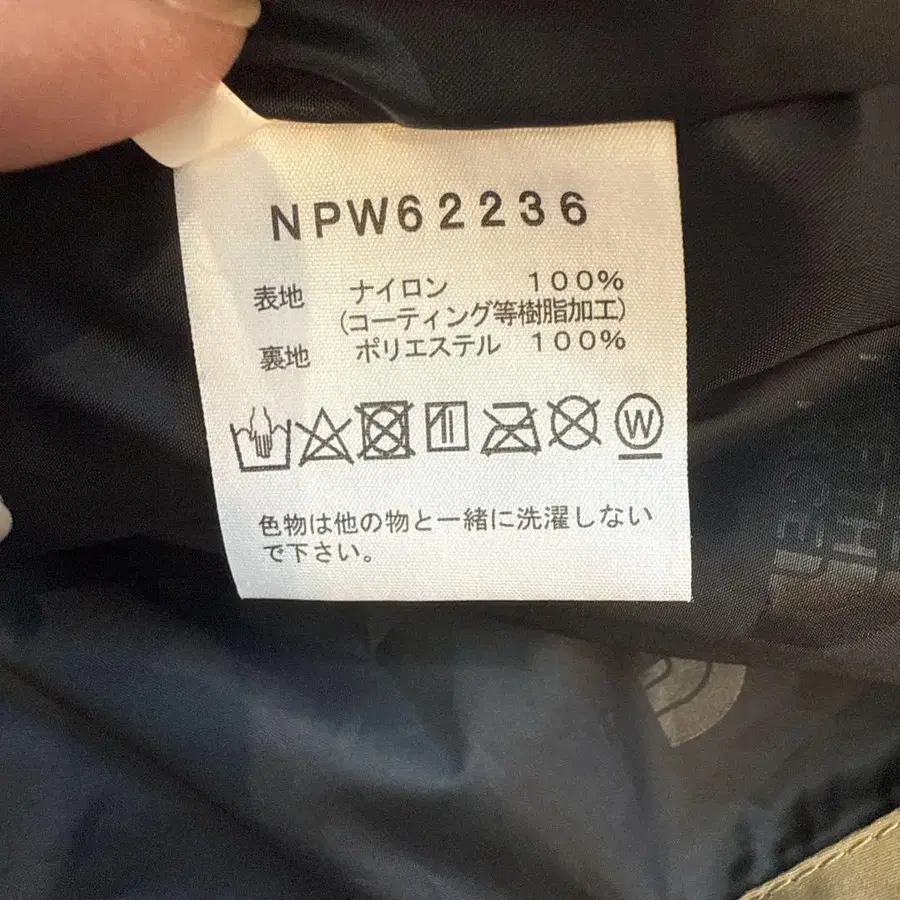 NPW62236
表地 ナイロン 100%
(コーティング等樹脂加工)
裏地 ポリエステル 100%
W
色物は他の物と一緒に洗濯しない
で下さい。